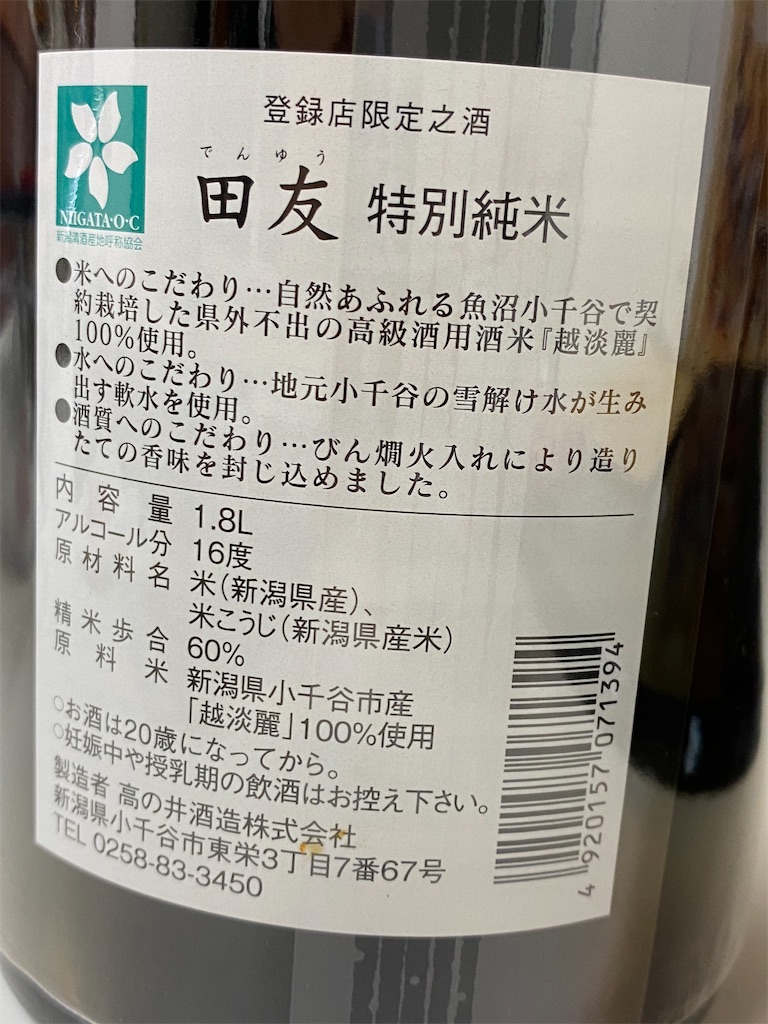 登録店限定之酒
でんゆう
田友 特別純米
NIIGATA・O・C
新潟清酒産地呼称協会
●米へのこだわり…自然あふれる魚沼小千谷で契
約栽培した県外不出の高級酒用酒米『越淡麗』
100%使用。
●水へのこだわり…地元小千谷の雪解け水が生み
出す軟水を使用。
●酒質へのこだわり…びん燗火入れにより造り
たての香味を封じ込めました。
内容量 1.8L
アルコール分 16度
原材料名 米(新潟県産)、
米こうじ(新潟県産米)
精米歩合 60%
原料米 新潟県小千谷市産
「越淡麗」100%使用
○お酒は20歳になってから。
○妊娠中や授乳期の飲酒はお控え下さい。
製造者 高の井酒造株式会社
新潟県小千谷市東栄3丁目7番67号
TEL 0258-83-3450
4 920157 071394